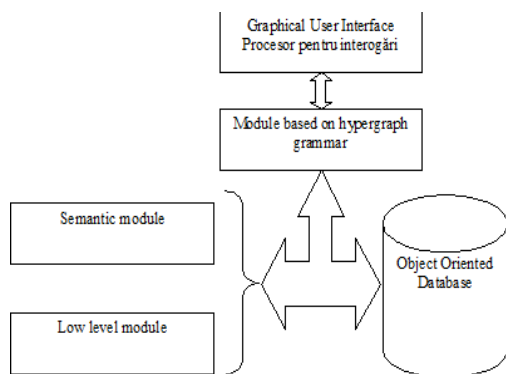 Graphical User Interface
Procesor pentru interogări
Module based on hypergraph
grammar
Semantic module
Object Oriented
Database
Low level module